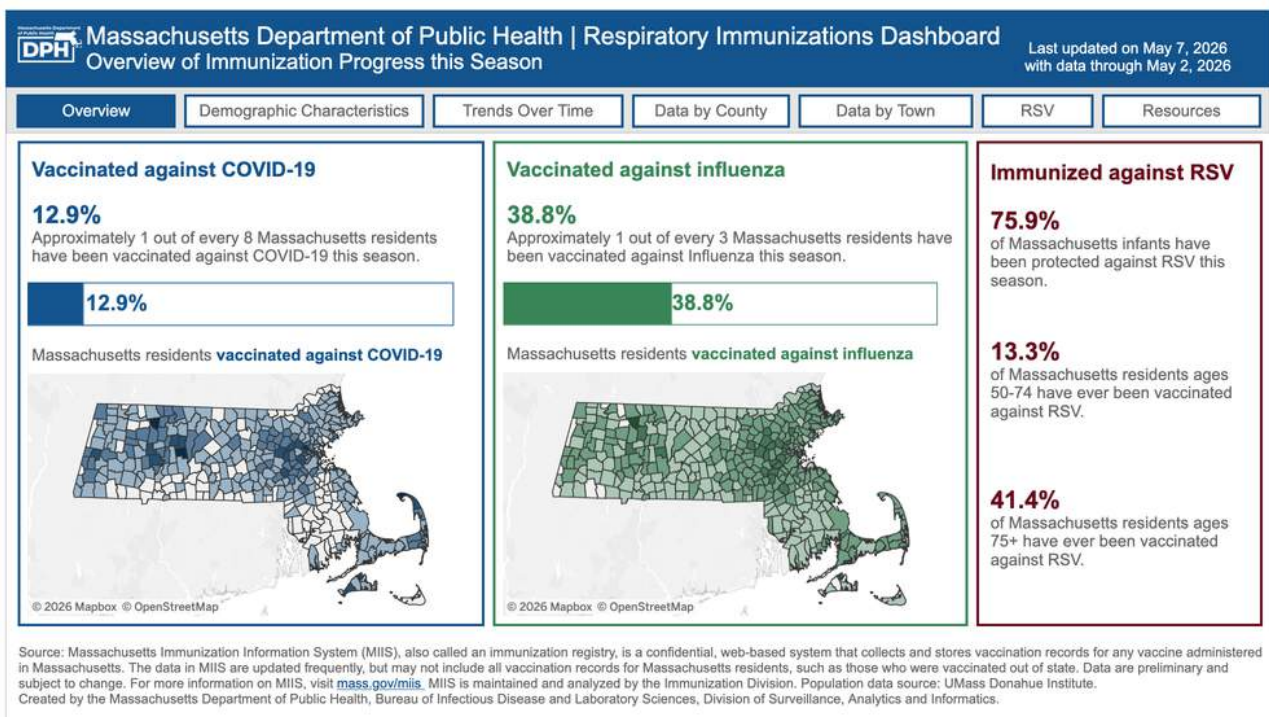 Massachusetts Department
of Public Health
DPH
Massachusetts Department of Public Health | Respiratory Immunizations Dashboard
Overview of Immunization Progress this Season
Last updated on May 7, 2026
with data through May 2, 2026
Overview
Demographic Characteristics
Trends Over Time
Data by County
Data by Town
RSV
Resources
Vaccinated against COVID-19
12.9%
Approximately 1 out of every 8 Massachusetts residents
have been vaccinated against COVID-19 this season.
12.9%
Massachusetts residents vaccinated against COVID-19
© 2026 Mapbox © OpenStreetMap
Vaccinated against influenza
38.8%
Approximately 1 out of every 3 Massachusetts residents have
been vaccinated against Influenza this season.
38.8%
Massachusetts residents vaccinated against influenza
© 2026 Mapbox © OpenStreetMap
Immunized against RSV
75.9%
of Massachusetts infants have
been protected against RSV this
season.
13.3%
of Massachusetts residents ages
50-74 have ever been vaccinated
against RSV.
41.4%
of Massachusetts residents ages
75+ have ever been vaccinated
against RSV.
Source: Massachusetts Immunization Information System (MIIS), also called an immunization registry, is a confidential, web-based system that collects and stores vaccination records for any vaccine administered
in Massachusetts. The data in MIIS are updated frequently, but may not include all vaccination records for Massachusetts residents, such as those who were vaccinated out of state. Data are preliminary and
subject to change. For more information on MIIS, visit mass.gov/miis MIIS is maintained and analyzed by the Immunization Division. Population data source: UMass Donahue Institute.
Created by the Massachusetts Department of Public Health, Bureau of Infectious Disease and Laboratory Sciences, Division of Surveillance, Analytics and Informatics.